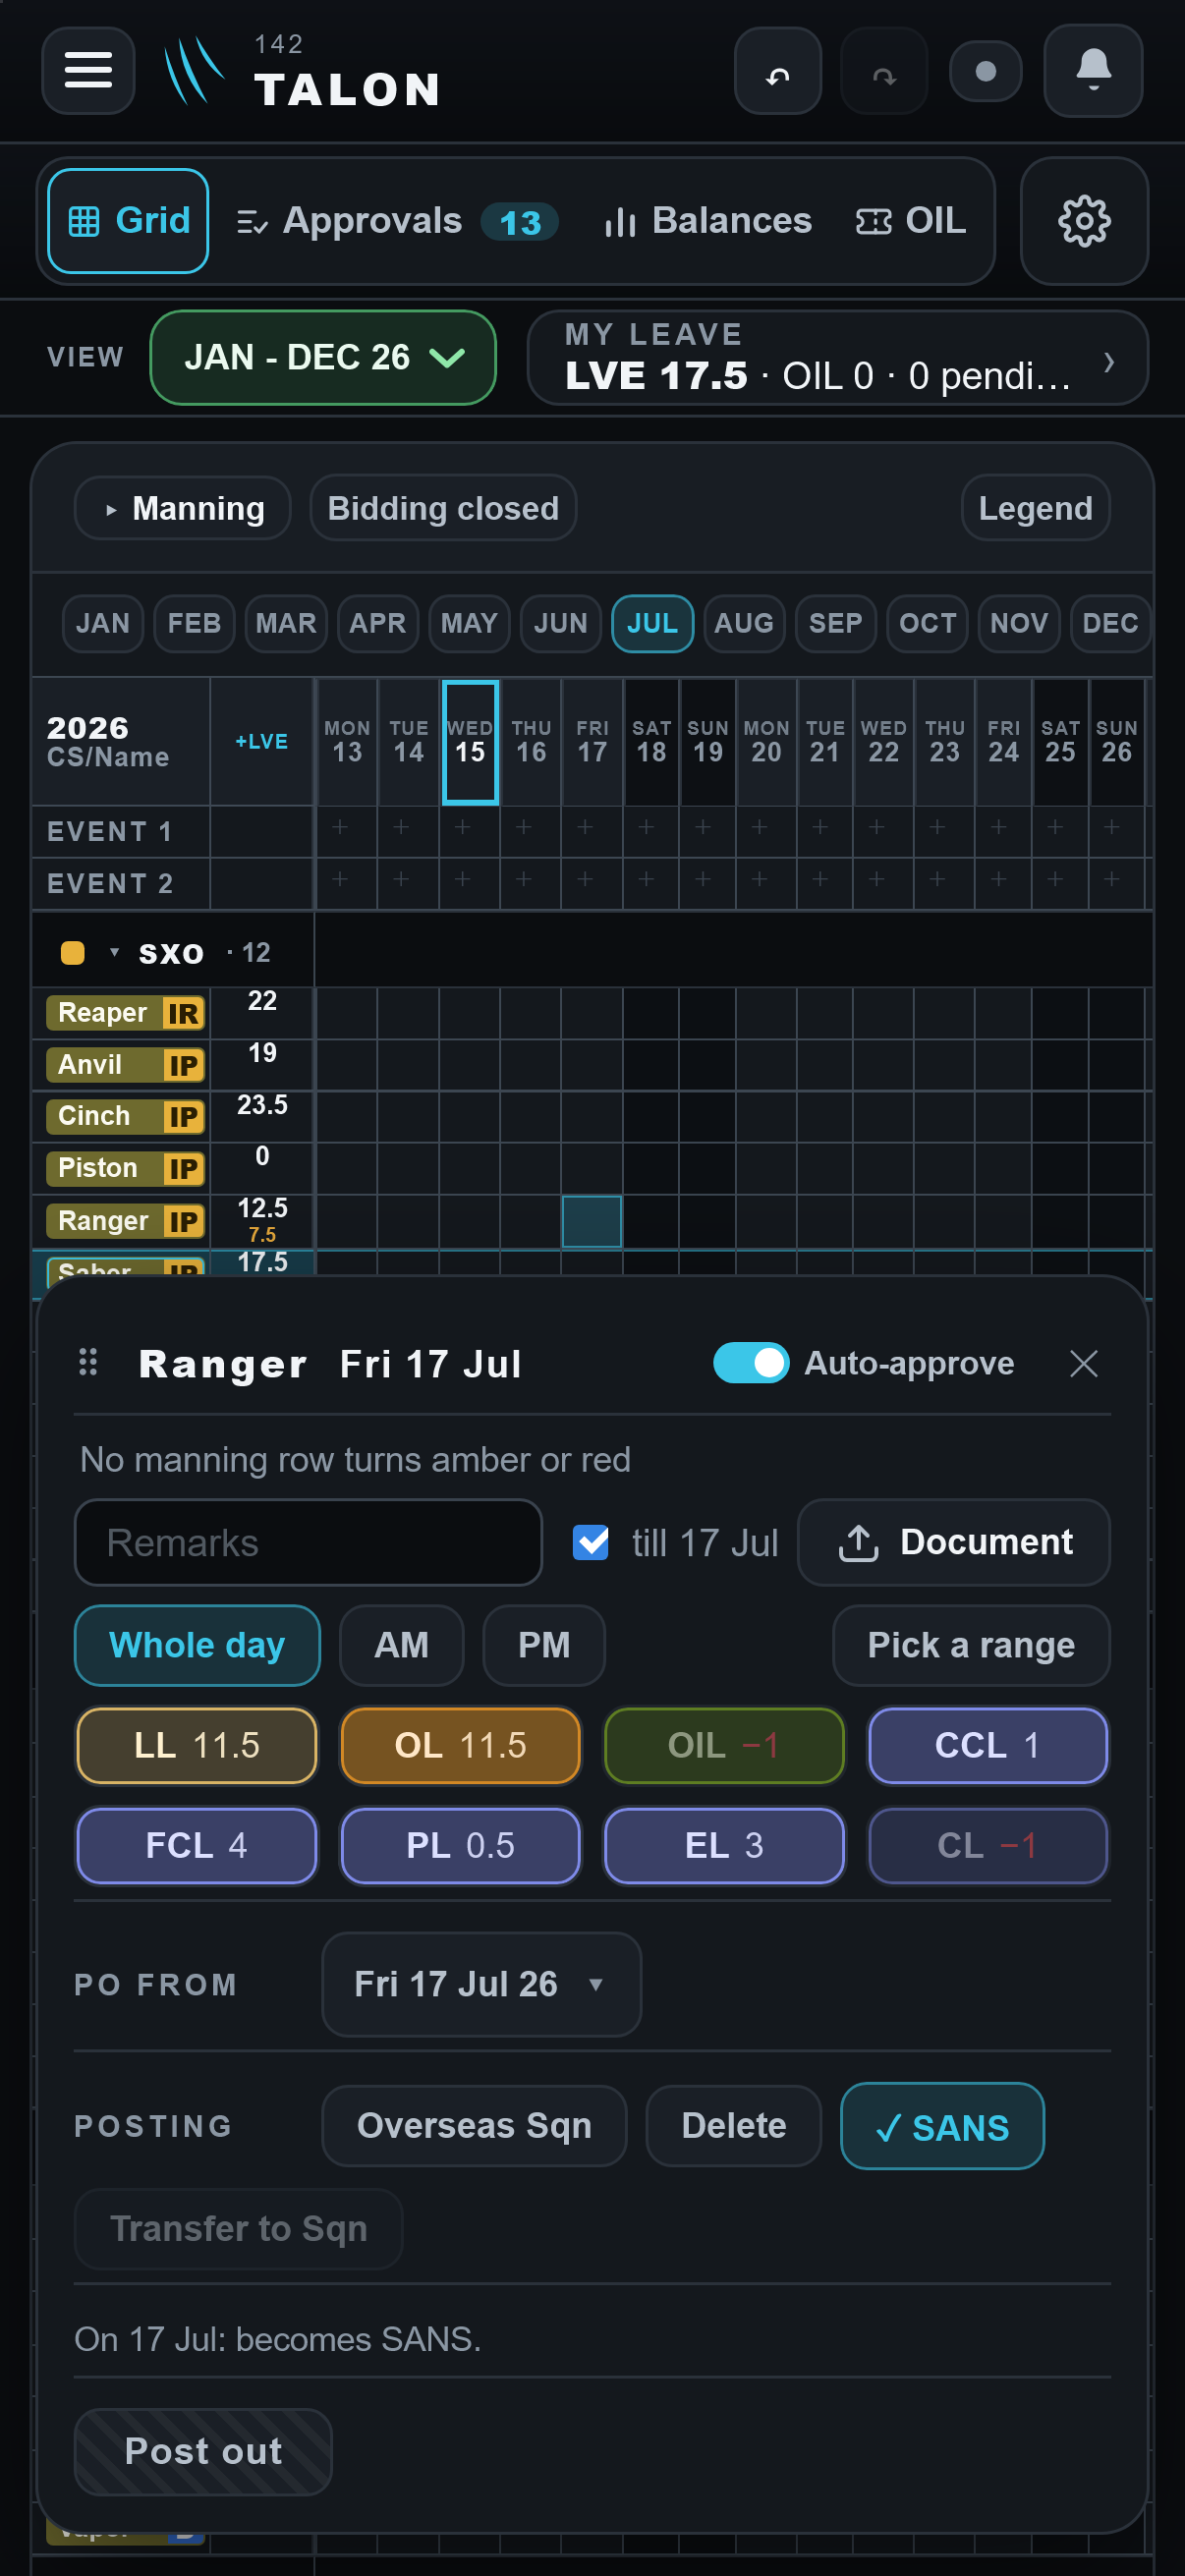 142
TALON
Grid
Approvals 13
Balances
OIL
VIEW
JAN - DEC 26
MY LEAVE
LVE 17.5 · OIL 0 · 0 pendi...
Manning
Bidding closed
Legend
JAN FEB MAR APR MAY JUN JUL AUG SEP OCT NOV DEC
2026
CS/Name
+LVE
MON TUE WED THU FRI SAT SUN MON TUE WED THU FRI SAT SUN
13 14 15 16 17 18 19 20 21 22 23 24 25 26
EVENT 1 + + + + + + + + + + + + + +
EVENT 2 + + + + + + + + + + + + + +
SXO · 12
Reaper IR 22
Anvil IP 19
Cinch IP 23.5
Piston IP 0
Ranger IP 12.5
7.5
17.5
Ranger Fri 17 Jul
Auto-approve
No manning row turns amber or red
Remarks
till 17 Jul
Document
Whole day
AM
PM
Pick a range
LL 11.5
OL 11.5
OIL −1
CCL 1
FCL 4
PL 0.5
EL 3
CL −1
PO FROM
Fri 17 Jul 26
POSTING
Overseas Sqn
Delete
✓ SANS
Transfer to Sqn
On 17 Jul: becomes SANS.
Post out